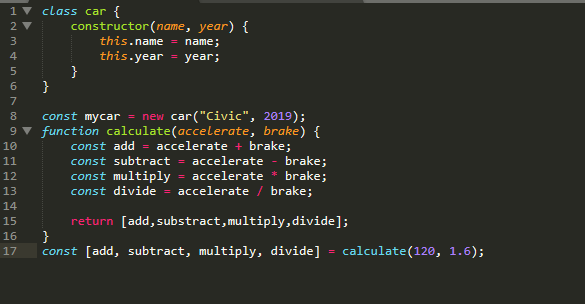 1 class car {
2 constructor(name, year) {
3 this.name = name;
4 this.year = year;
5 }
6 }
7
8 const mycar = new car("Civic", 2019);
9 function calculate(accelerate, brake) {
10 const add = accelerate + brake;
11 const subtract = accelerate - brake;
12 const multiply = accelerate * brake;
13 const divide = accelerate / brake;
14
15 return [add,substract,multiply,divide];
16 }
17 const [add, subtract, multiply, divide] = calculate(120, 1.6);